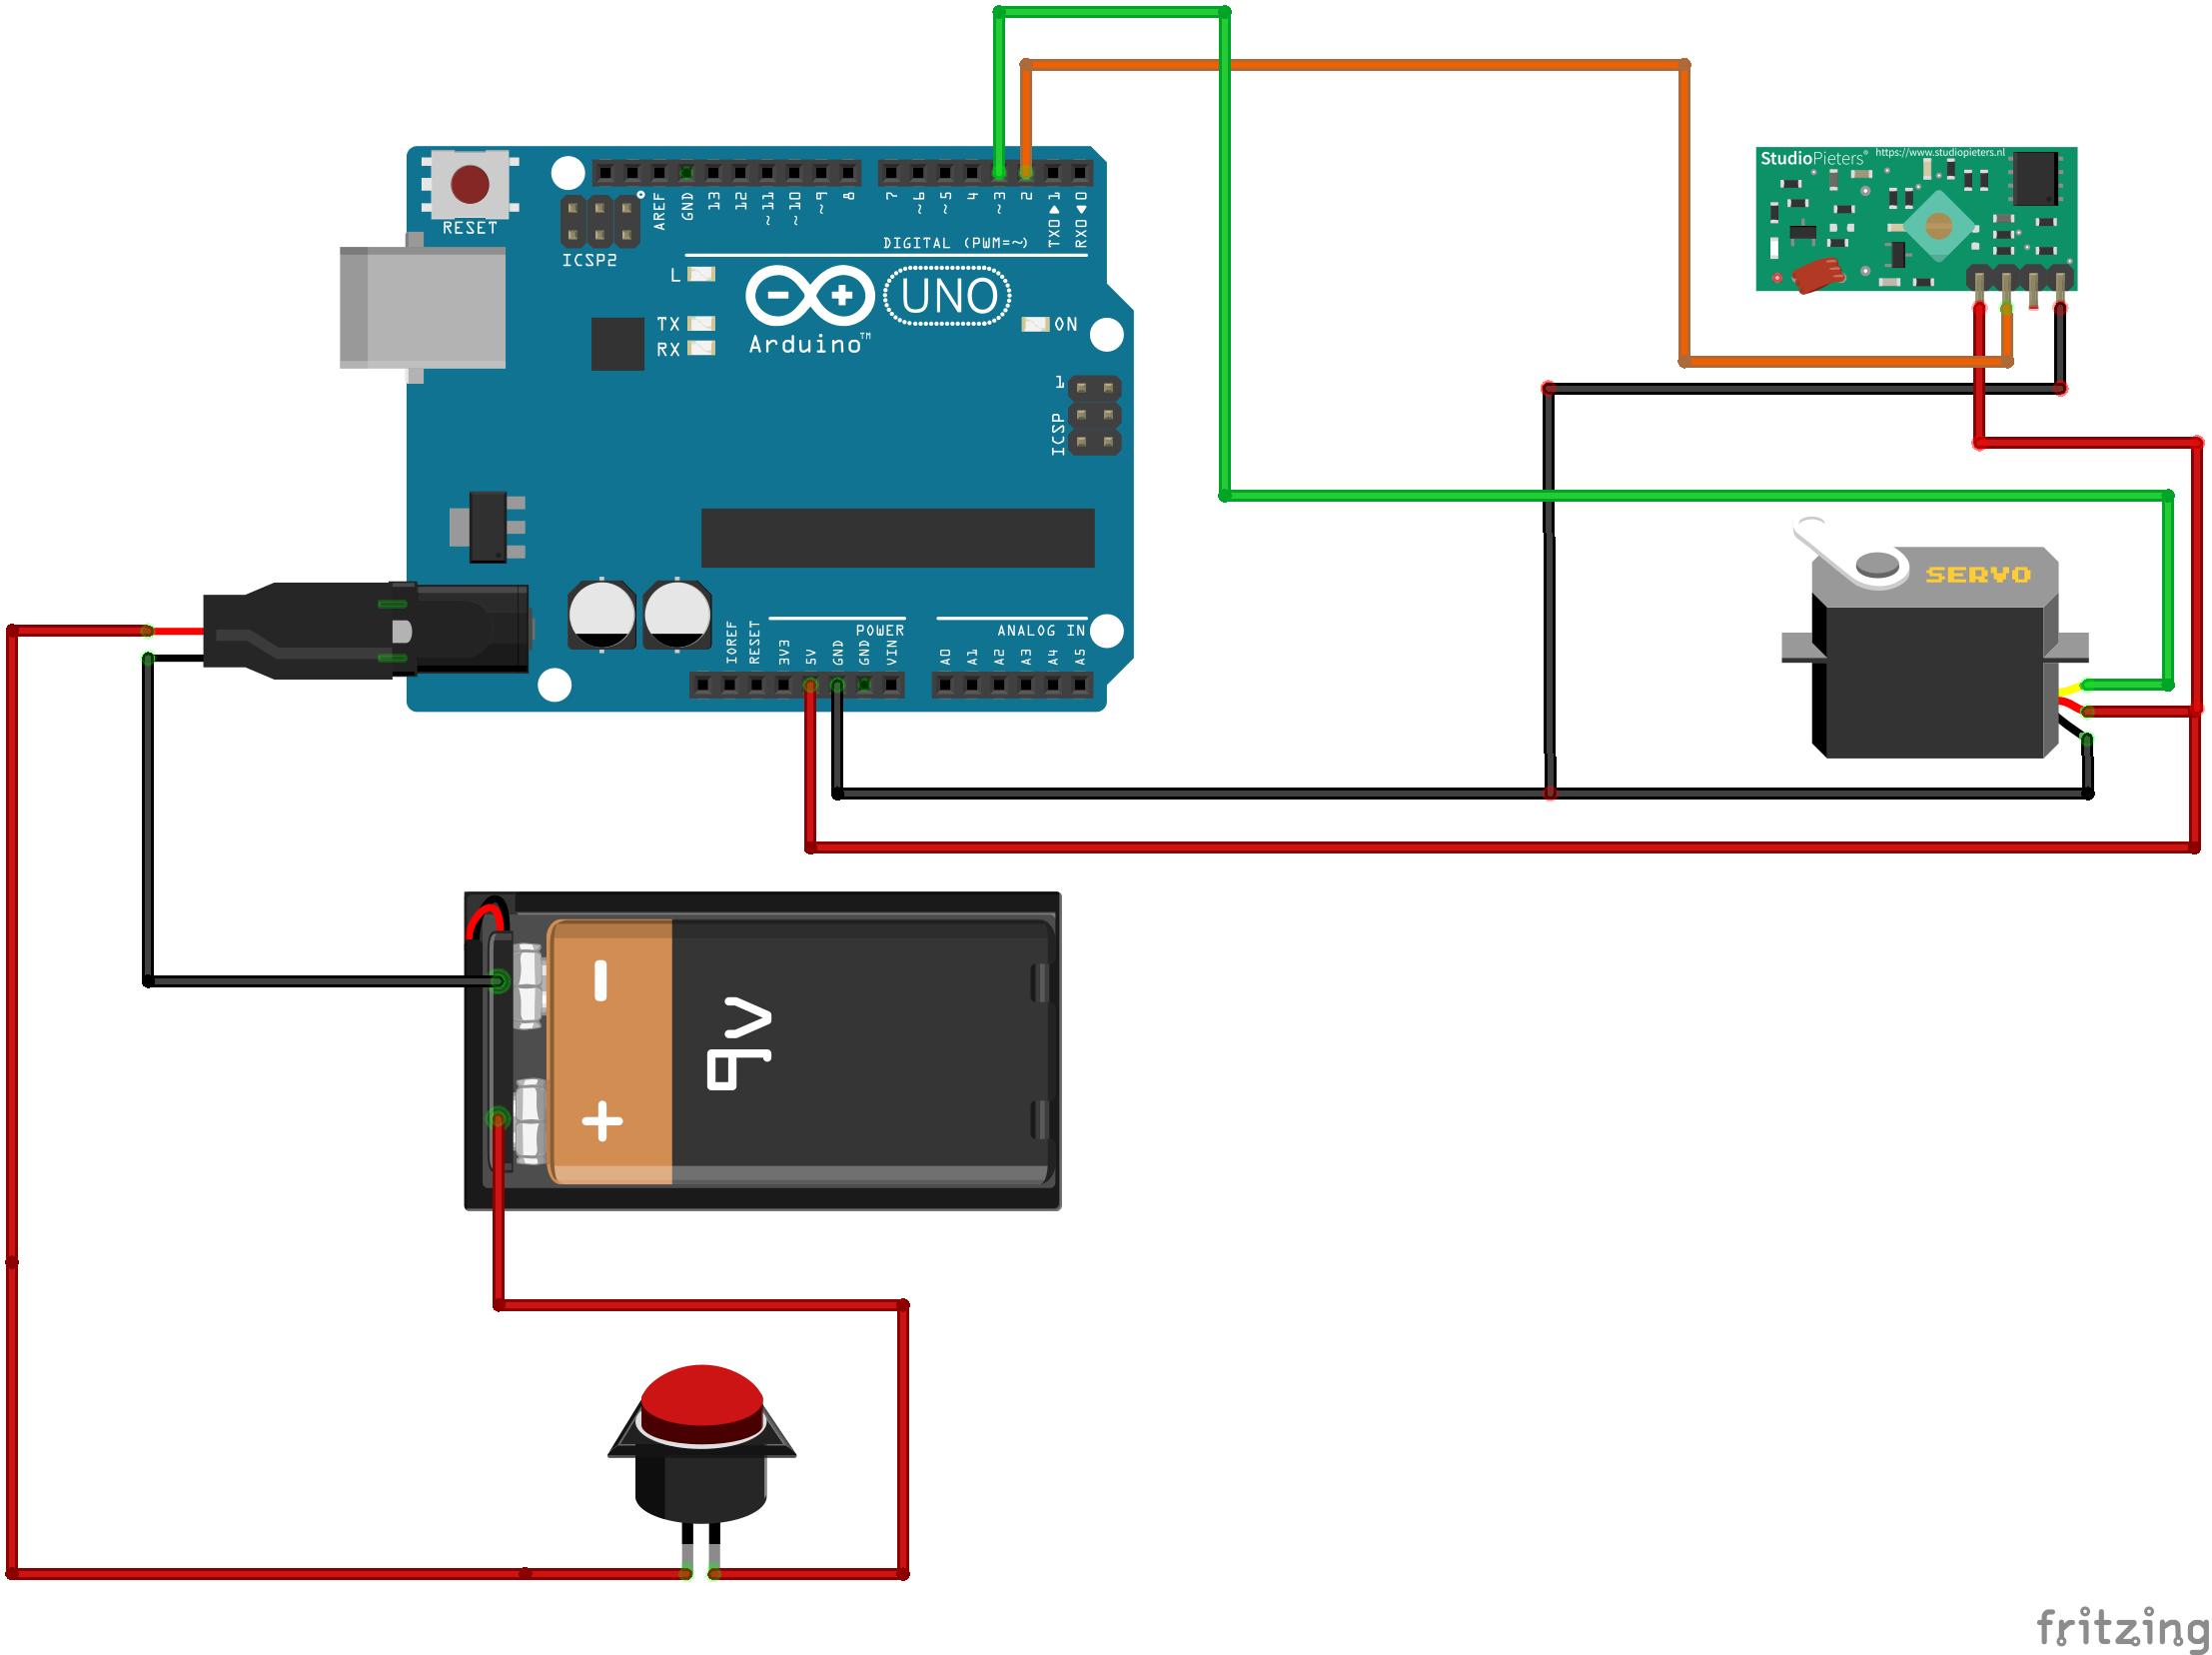 StudioPieters® https://www.studiopieters.nl
RESET
ICSP2
AREF
GND
13
12
~11
~10
~9
8
7
~6
~5
4
~3
2
TX0▶1
RX0◀0
DIGITAL (PWM=~)
L
TX
RX
Arduino™
UNO
ON
1
ICSP
SERVO
POWER
ANALOG IN
IOREF
RESET
3V3
5V
GND
GND
VIN
A0
A1
A2
A3
A4
A5
−
9v
+
fritzing